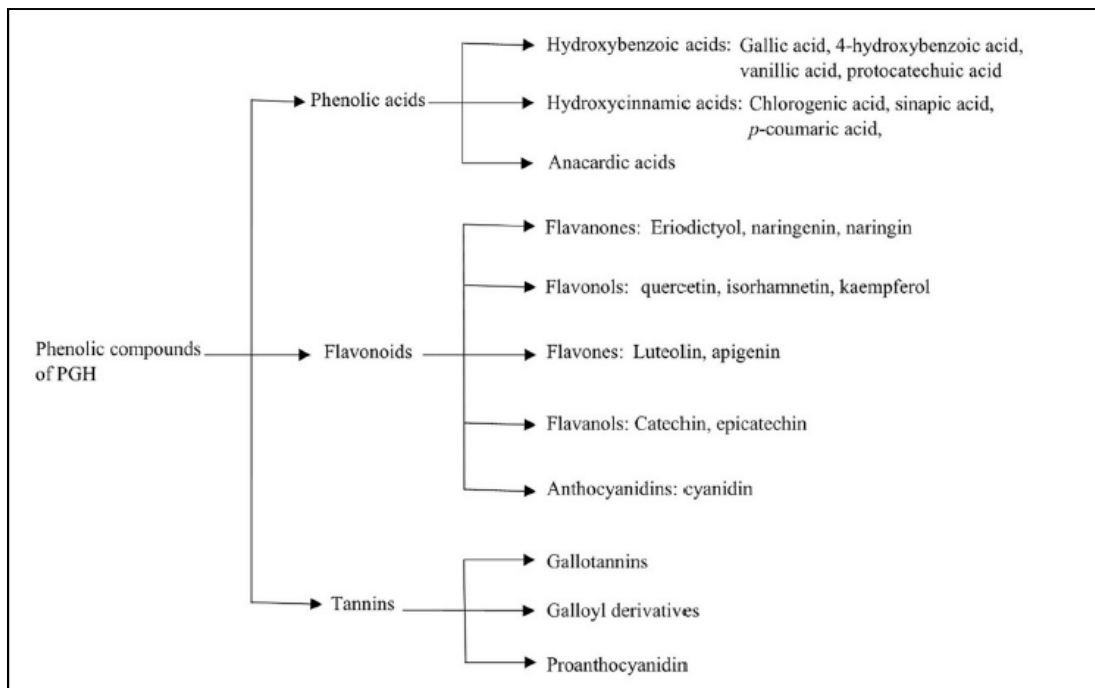 Hydroxybenzoic acids: Gallic acid, 4-hydroxybenzoic acid,
vanillic acid, protocatechuic acid
Phenolic acids
Hydroxycinnamic acids: Chlorogenic acid, sinapic acid,
p-coumaric acid,
Anacardic acids
Flavanones: Eriodictyol, naringenin, naringin
Flavonols: quercetin, isorhamnetin, kaempferol
Phenolic compounds
of PGH
Flavonoids
Flavones: Luteolin, apigenin
Flavanols: Catechin, epicatechin
Anthocyanidins: cyanidin
Gallotannins
Tannins
Galloyl derivatives
Proanthocyanidin